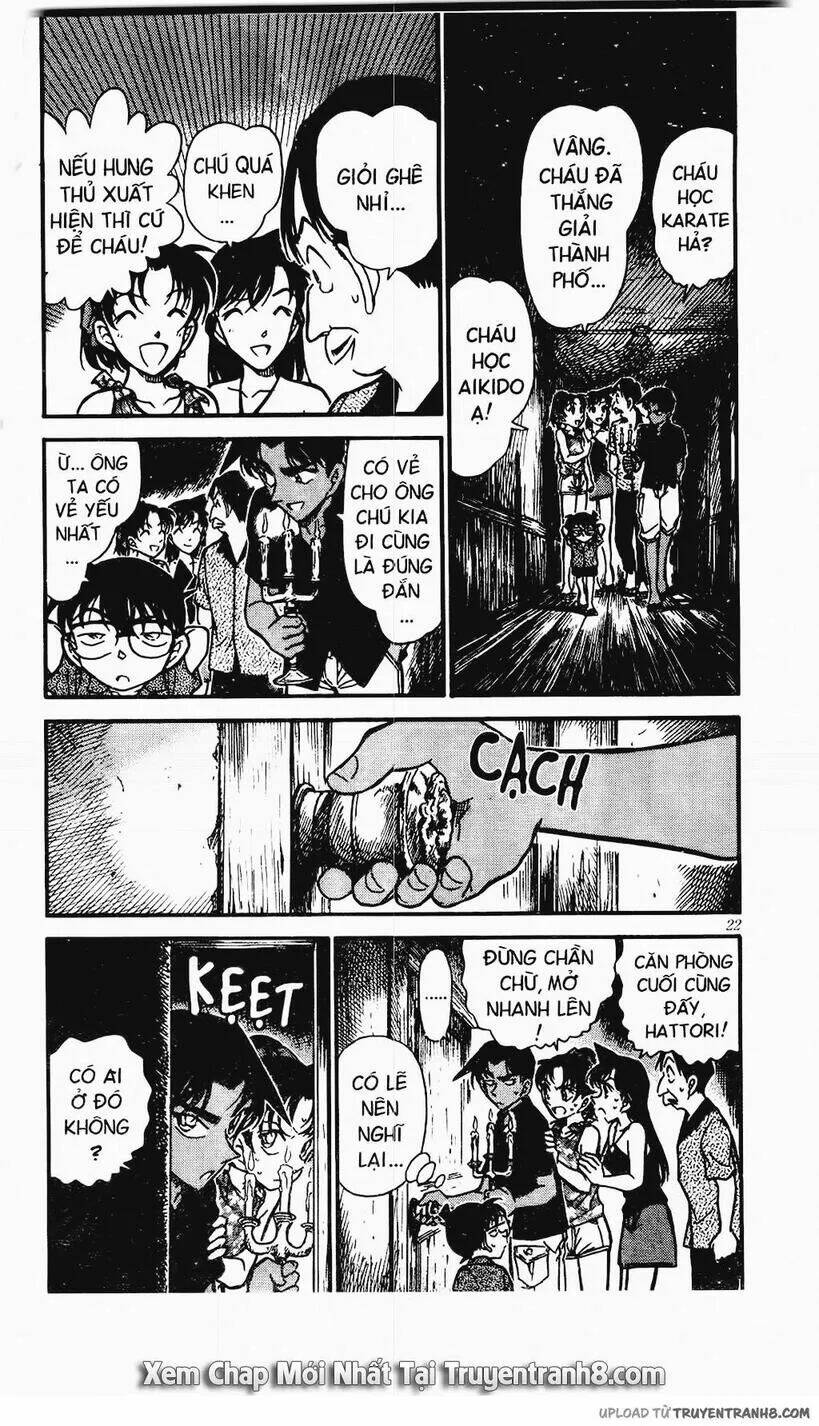 CHÁU
HỌC
KARATE
HẢ?
VÂNG.
CHÁU ĐÃ
THẮNG
GIẢI
THÀNH
PHỐ...
CHÁU
HỌC
AIKIDO
Ạ!
GIỎI GHÊ
NHỈ...
CHÚ QUÁ
KHEN
...
NẾU HUNG
THỦ XUẤT
HIỆN THÌ CỨ
ĐỂ CHÁU!
CÓ VẺ
CHO ÔNG
CHÚ KIA
ĐI CÙNG
LÀ ĐÚNG
ĐẮN
...
Ừ... ÔNG
TA CÓ
VẺ YẾU
NHẤT
...
CẠCH
22
CĂN PHÒNG
CUỐI CÙNG
ĐẤY,
HATTORI!
ĐỪNG CHẦN
CHỪ, MỞ
NHANH LÊN
!
.....
CÓ LẼ
NÊN
NGHĨ
LẠI...
KẸẸT
CÓ AI
Ở ĐÓ
KHÔNG
?
Xem Chap Mới Nhất Tại Truyentranh8.com
UPLOAD TỪ TRUYENTRANH8.COM